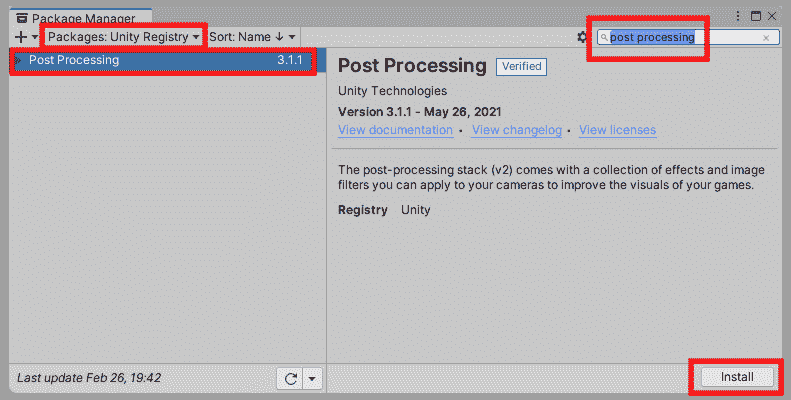 Package Manager
Packages: Unity Registry
Sort: Name
post processing
Post Processing
3.1.1
Post Processing
Verified
Unity Technologies
Version 3.1.1 - May 26, 2021
View documentation • View changelog • View licenses
The post-processing stack (v2) comes with a collection of effects and image
filters you can apply to your cameras to improve the visuals of your games.
Registry Unity
Last update Feb 26, 19:42
Install